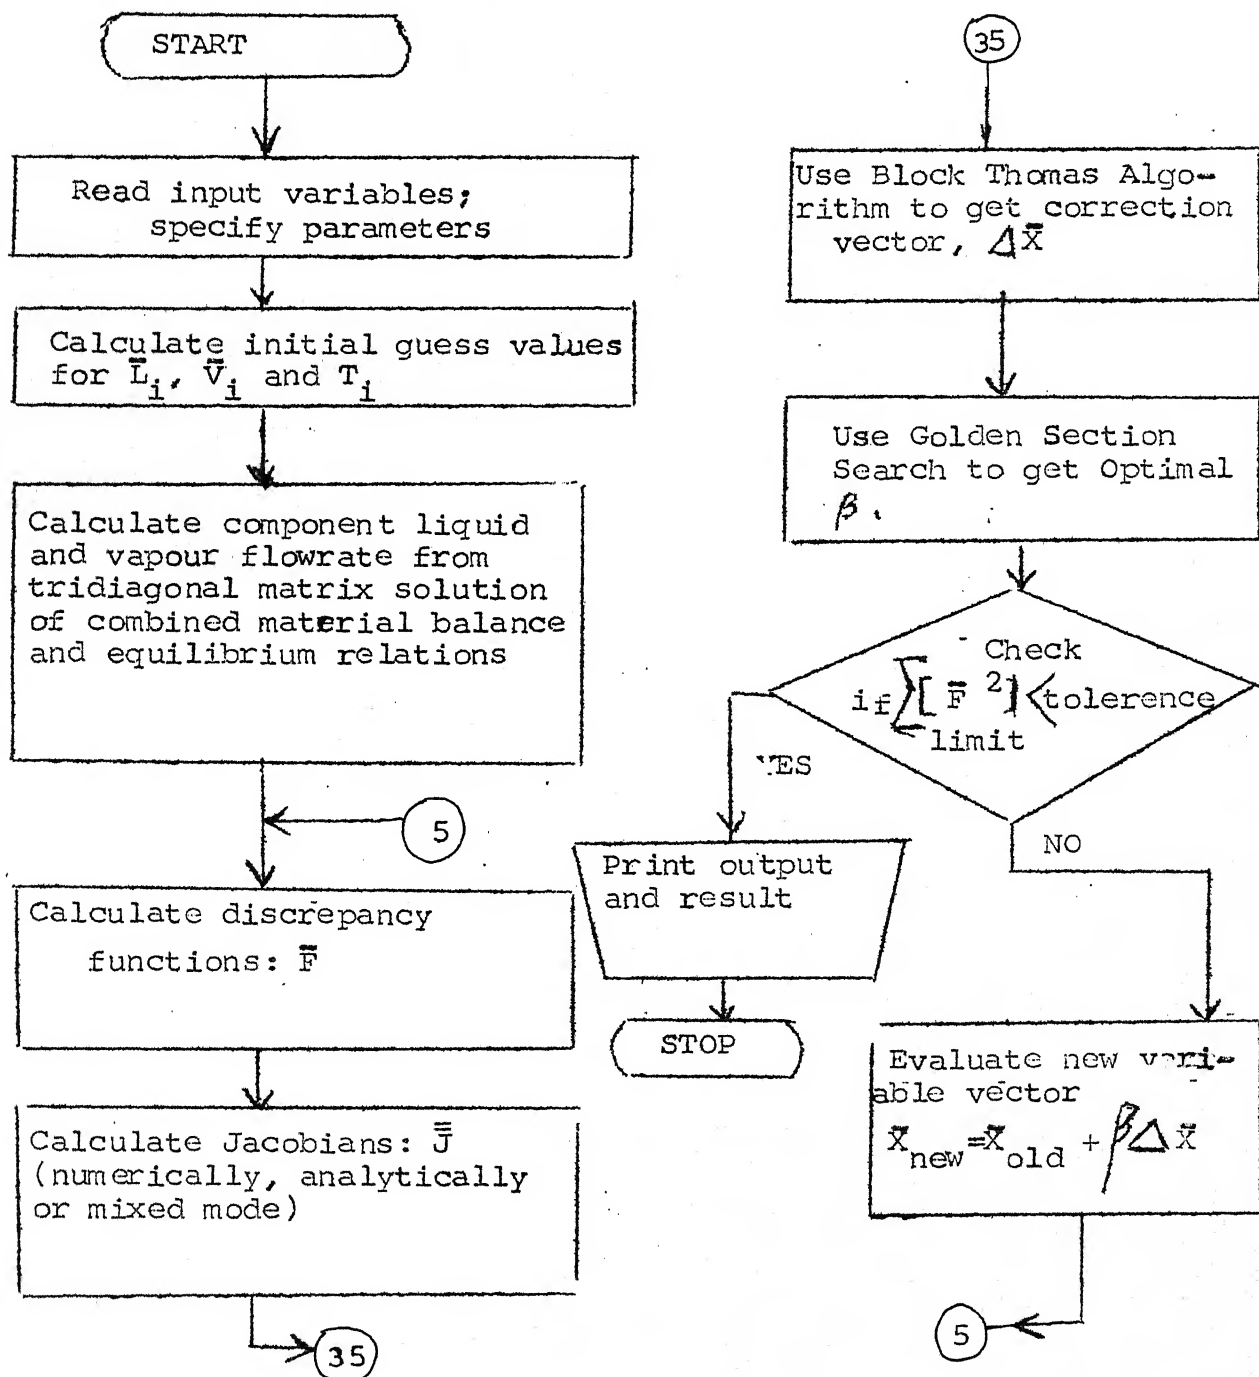 START
Read input variables;
specify parameters
Calculate initial guess values
for L̄i, V̄i and Ti
Calculate component liquid
and vapour flowrate from
tridiagonal matrix solution
of combined material balance
and equilibrium relations
5
Calculate discrepancy
functions: F̄
Calculate Jacobians: J̿
(numerically, analytically
or mixed mode)
35
35
Use Block Thomas Algo-
rithm to get correction
vector, ΔX̄
Use Golden Section
Search to get Optimal
β.
Check
if Σ[F̄²] < tolerence
limit
YES
NO
Print output
and result
STOP
Evaluate new vari-
able vector
X̄new=X̄old + βΔX̄
5